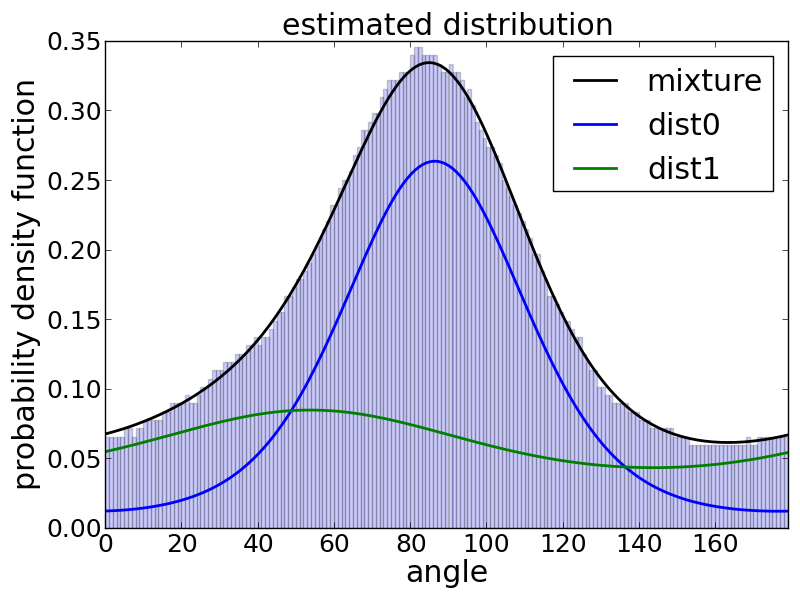 estimated distribution
probability density function
0.35
0.30
0.25
0.20
0.15
0.10
0.05
0.00
mixture
dist0
dist1
0 20 40 60 80 100 120 140 160
angle